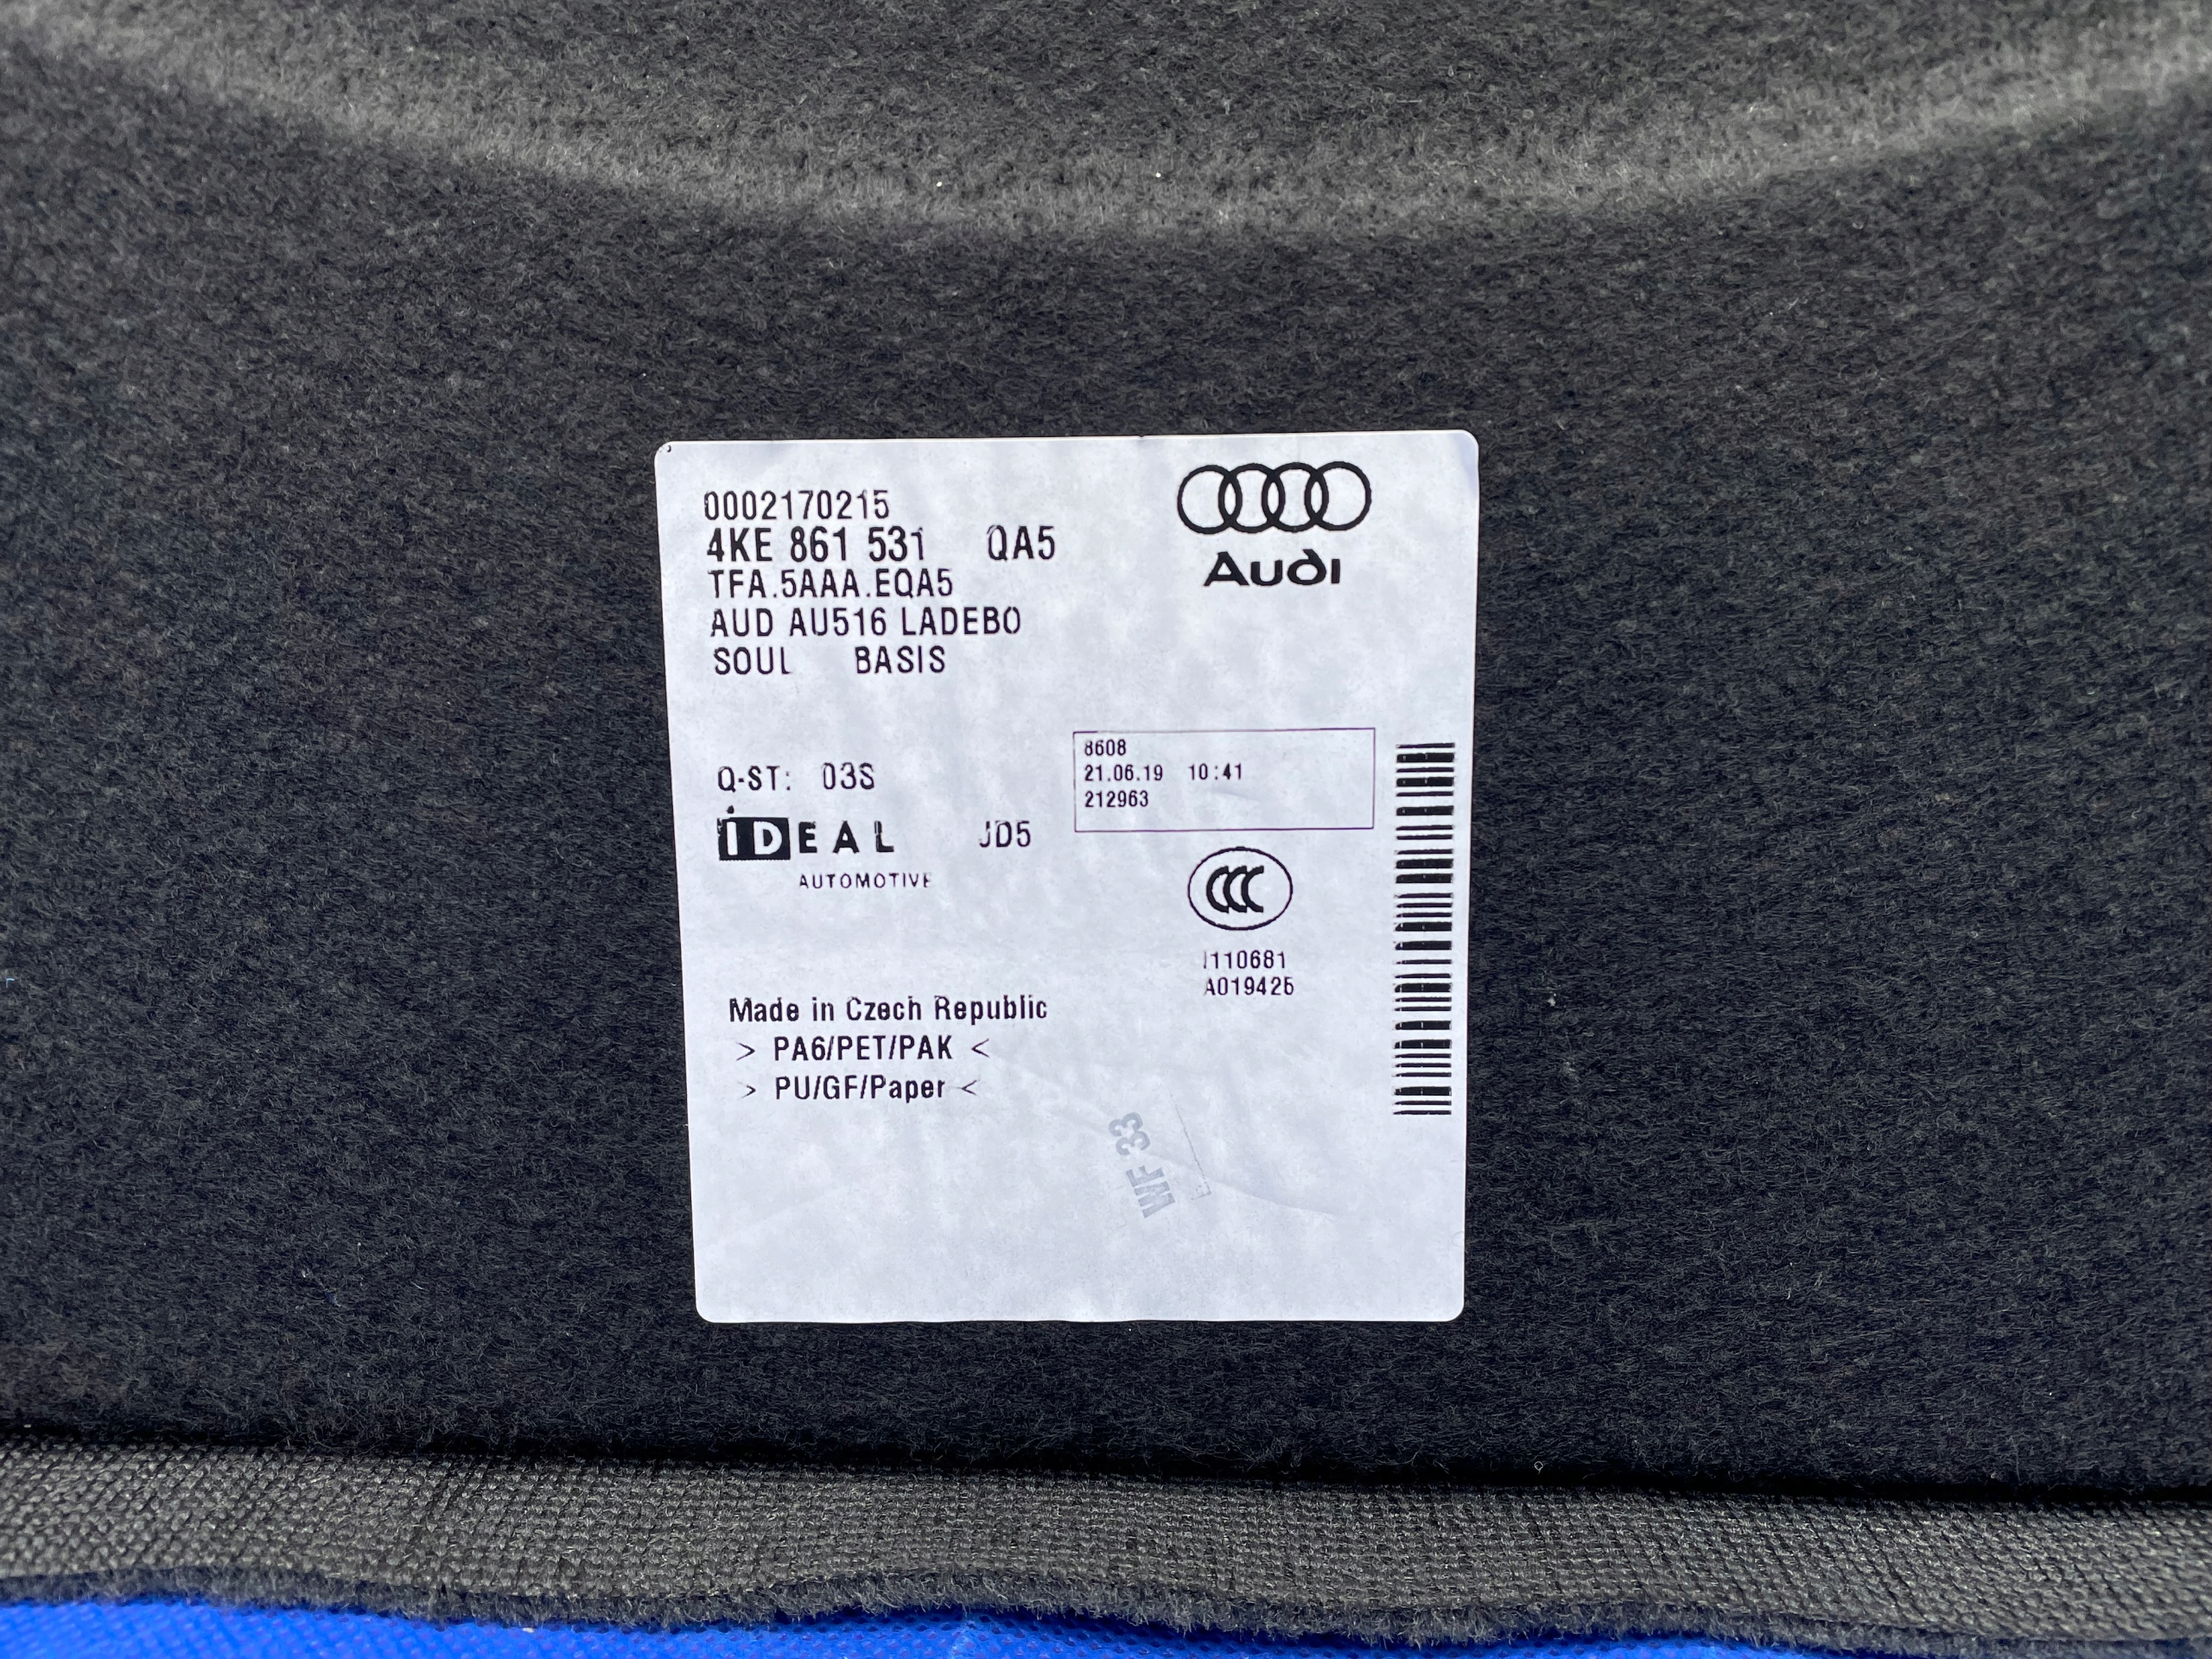 0002170215
4KE 861 531 QA5
TFA.5AAA.EQA5
AUD AU516 LADEBO
SOUL BASIS
Audi
Q-ST: 03S
8608
21.06.19 10:41
212963
iDEAL JD5
AUTOMOTIVE
CCC
I110681
A019426
Made in Czech Republic
> PA6/PET/PAK <
> PU/GF/Paper <
WF 33